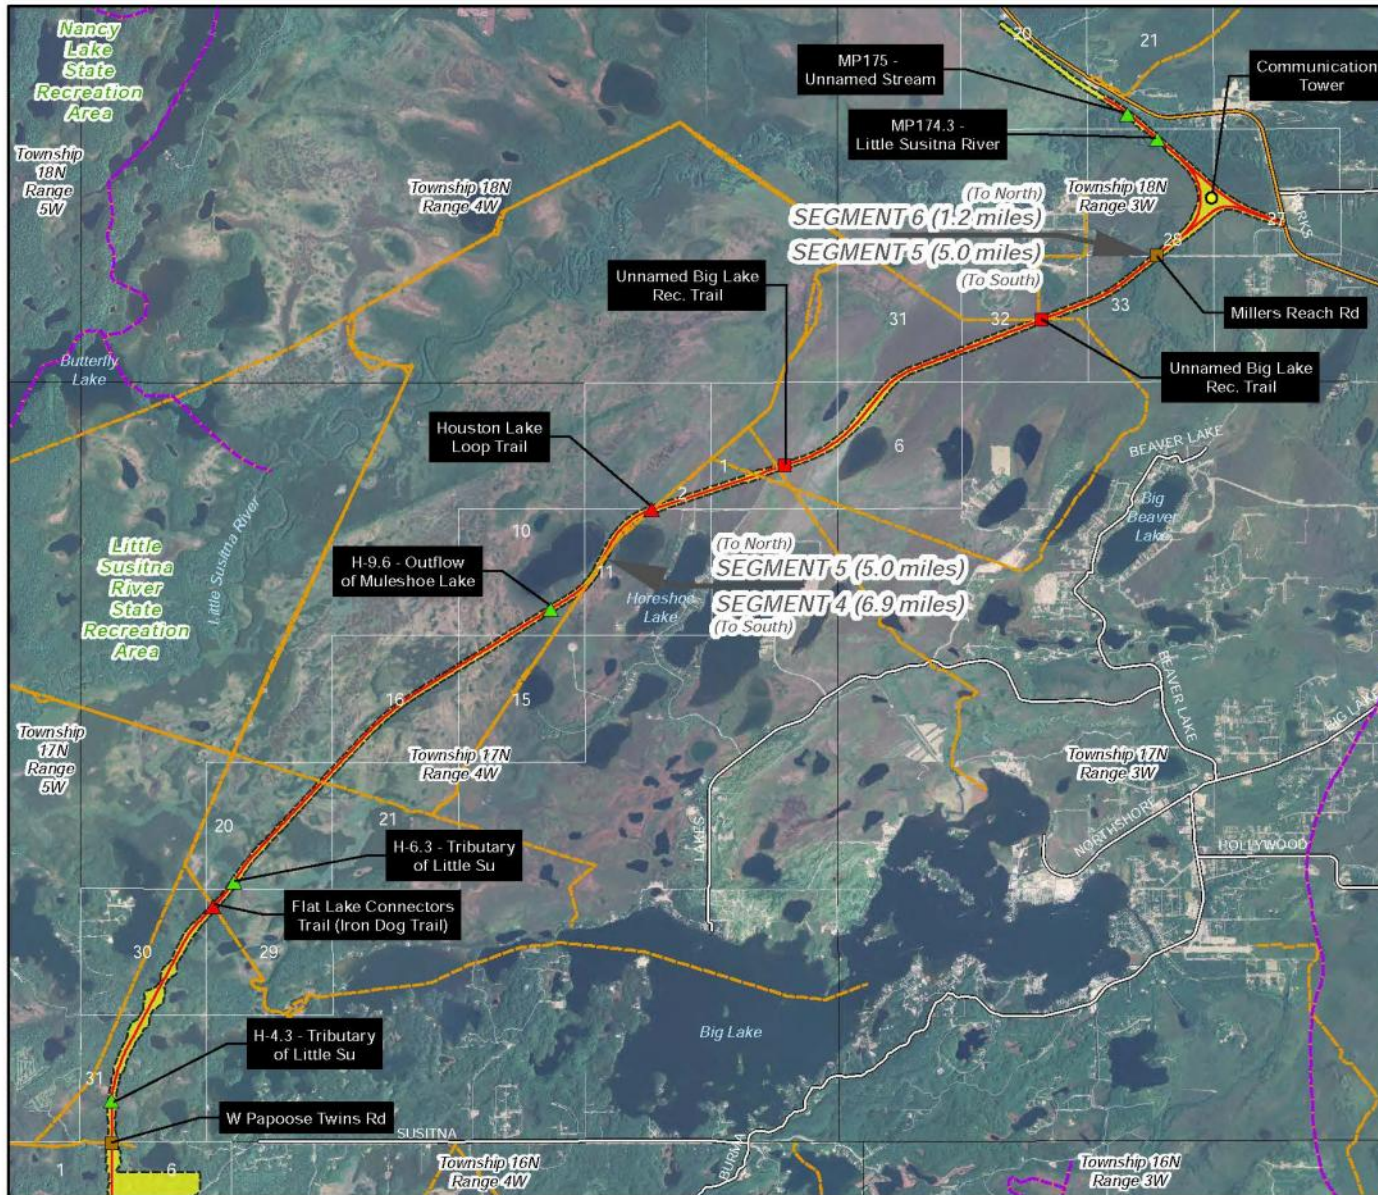 Nancy
Lake
State
Recreation
Area
20
21
MP175 -
Unnamed Stream
Communication
Tower
MP174.3 -
Little Susitna River
Township
18N
Range
5W
Township 18N
Range 4W
(To North)
Township 18N
Range 3W
SEGMENT 6 (1.2 miles)
27
PARKS
28
SEGMENT 5 (5.0 miles)
(To South)
Unnamed Big Lake
Rec. Trail
33
31
32
Millers Reach Rd
Butterfly
Lake
Unnamed Big Lake
Rec. Trail
Houston Lake
Loop Trail
BEAVER LAKE
6
1
2
Big
Beaver
Lake
10
Little Susitna River
Little
Susitna
River
State
Recreation
Area
H-9.6 - Outflow
of Muleshoe Lake
(To North)
SEGMENT 5 (5.0 miles)
11
Horeshoe
Lake
SEGMENT 4 (6.9 miles)
(To South)
BEAVER LAKE
16
15
BIG LAKE
Township
17N
Range
5W
Township 17N
Range 4W
Township 17N
Range 3W
LAKES
NORTHSHORE
HOLLYWOOD
20
21
H-6.3 - Tributary
of Little Su
Flat Lake Connectors
Trail (Iron Dog Trail)
30
29
Big Lake
H-4.3 - Tributary
of Little Su
31
W Papoose Twins Rd
SUSITNA
BURMA
1
6
Township 16N
Range 4W
Township 16N
Range 3W